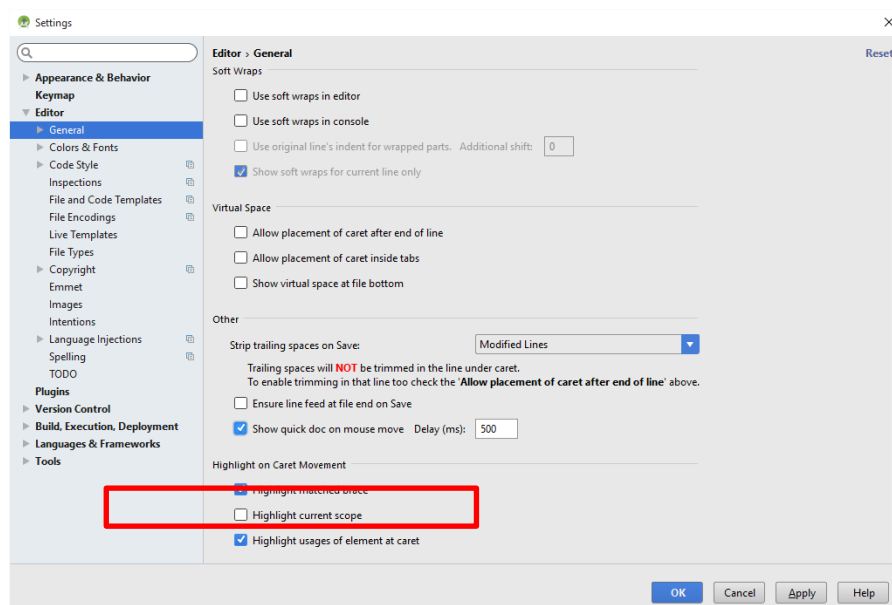 Settings
Editor › General
Reset
Appearance & Behavior
Keymap
Editor
General
Colors & Fonts
Code Style
Inspections
File and Code Templates
File Encodings
Live Templates
File Types
Copyright
Emmet
Images
Intentions
Language Injections
Spelling
TODO
Plugins
Version Control
Build, Execution, Deployment
Languages & Frameworks
Tools
Soft Wraps
Use soft wraps in editor
Use soft wraps in console
Use original line's indent for wrapped parts. Additional shift: 0
Show soft wraps for current line only
Virtual Space
Allow placement of caret after end of line
Allow placement of caret inside tabs
Show virtual space at file bottom
Other
Strip trailing spaces on Save: Modified Lines
Trailing spaces will NOT be trimmed in the line under caret.
To enable trimming in that line too check the 'Allow placement of caret after end of line' above.
Ensure line feed at file end on Save
Show quick doc on mouse move Delay (ms): 500
Highlight on Caret Movement
Highlight matched brace
Highlight current scope
Highlight usages of element at caret
OK Cancel Apply Help